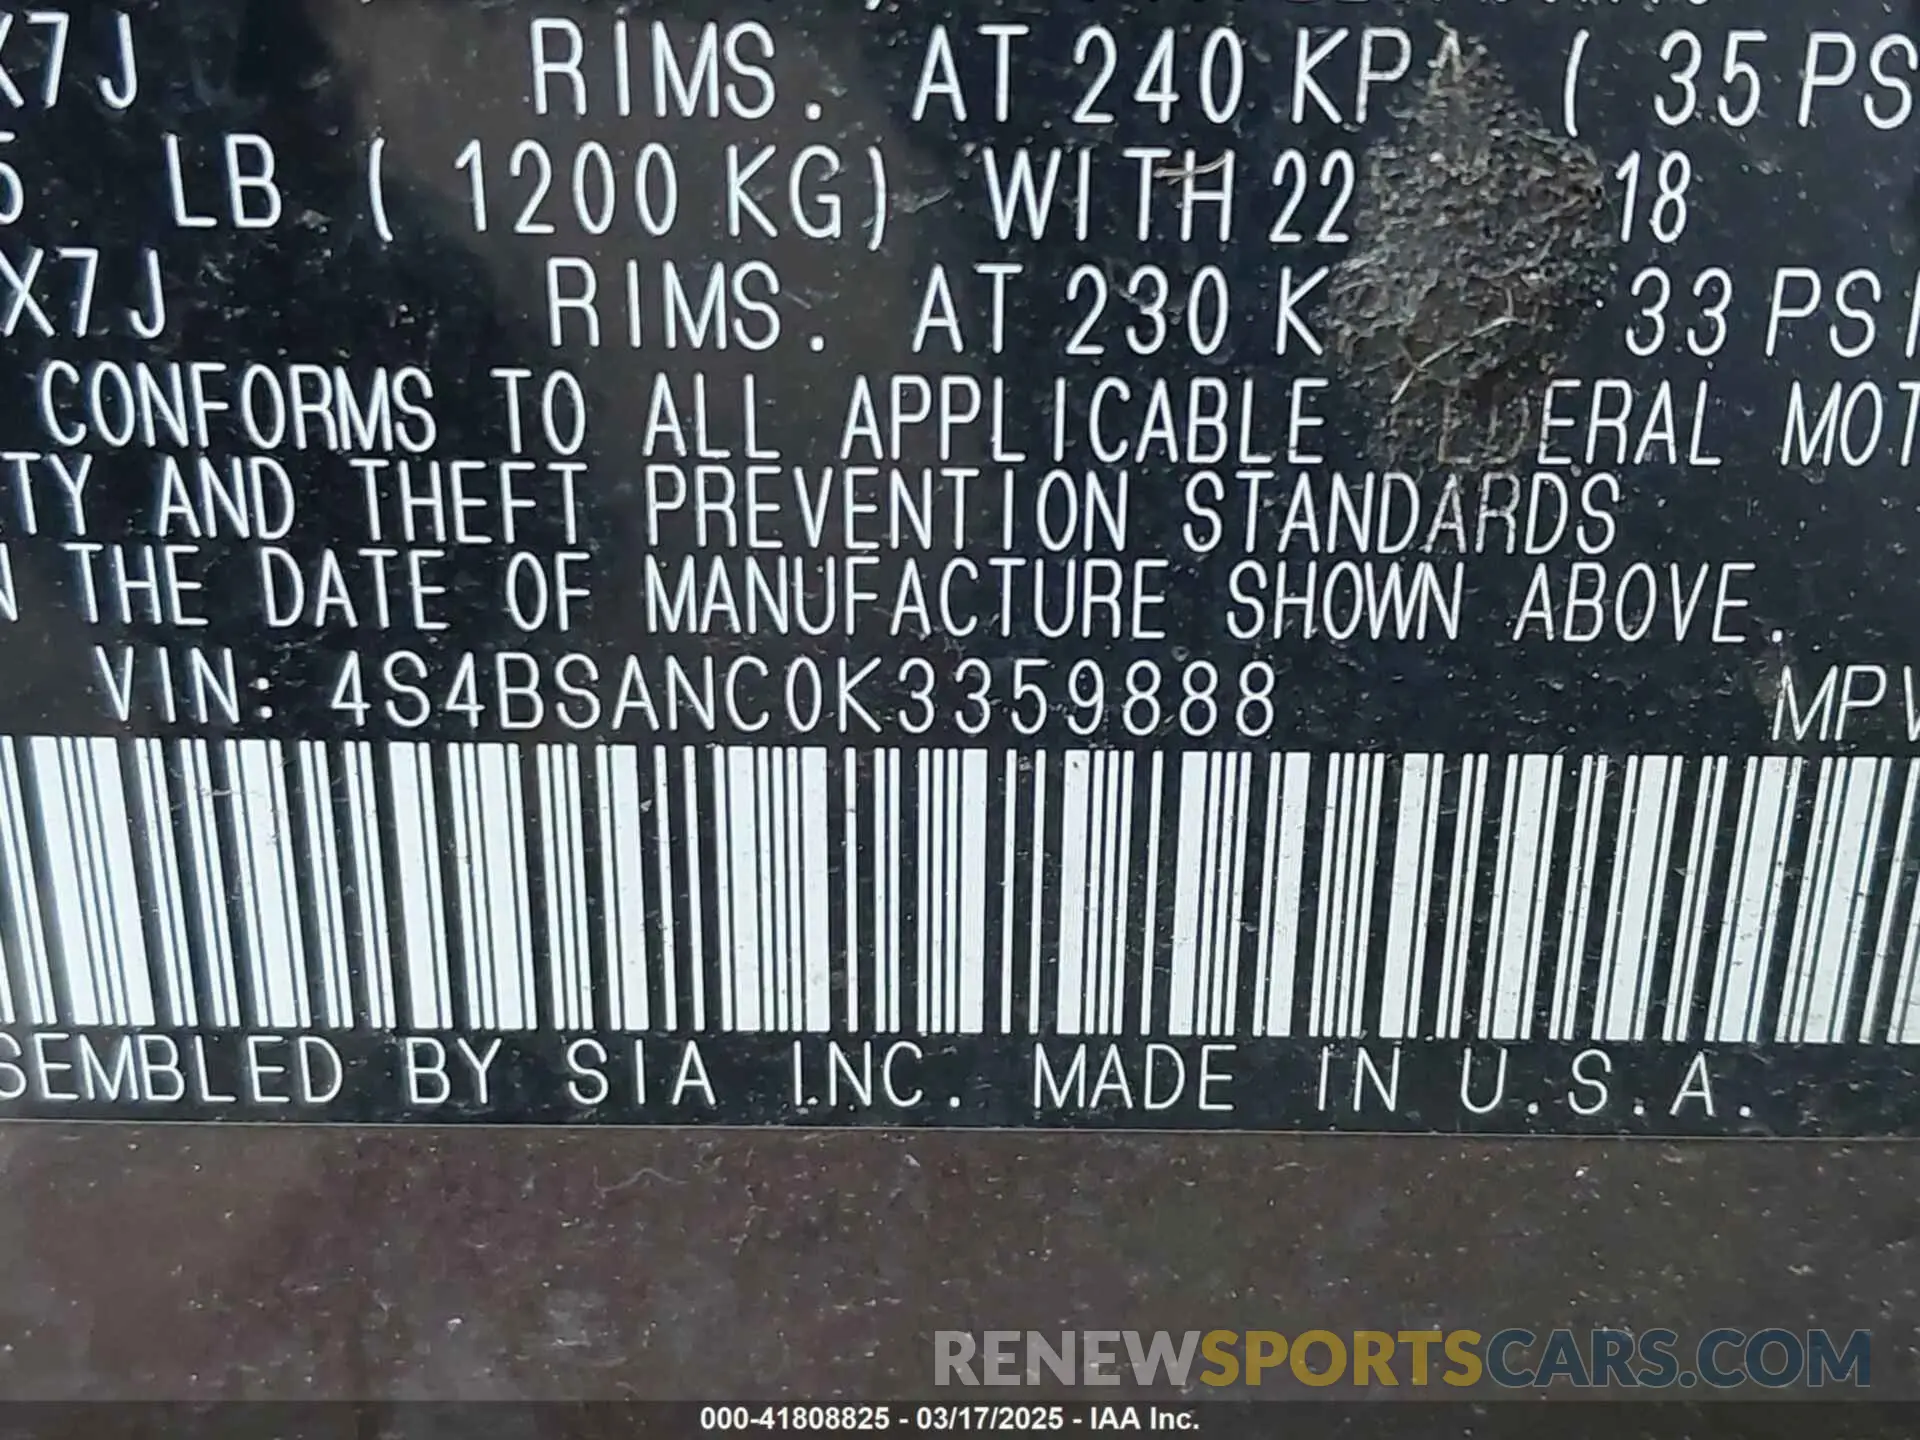 X7J RIMS. AT 240 KPA ( 35 PS
5 LB ( 1200 KG) WITH 22 18
X7J RIMS. AT 230 K 33 PSI
CONFORMS TO ALL APPLICABLE DERAL MOT
TY AND THEFT PREVENTION STANDARDS
N THE DATE OF MANUFACTURE SHOWN ABOVE.
VIN: 4S4BSANC0K3359888 MPV
SEMBLED BY SIA INC. MADE IN U.S.A.
RENEWSPORTSCARS.COM
000-41808825 - 03/17/2025 - IAA Inc.